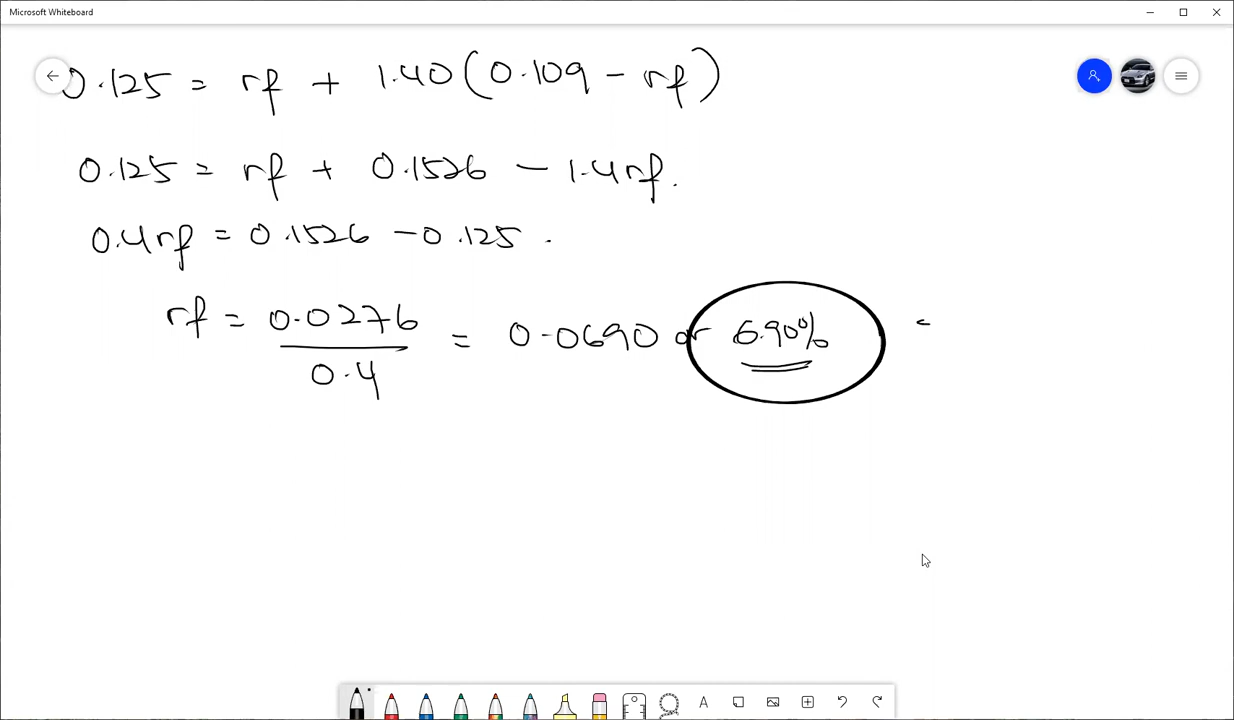 Microsoft Whiteboard
0.125 = rf + 1.40(0.109 - rf)
0.125 = rf + 0.1526 - 1.4rf.
0.4rf = 0.1526 - 0.125 .
rf = 0.0276 / 0.4 = 0.0690 or 6.90%
A